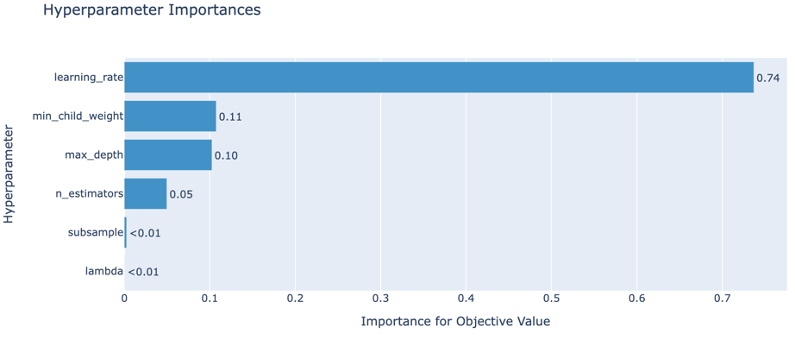 Hyperparameter Importances
Hyperparameter
learning_rate 0.74
min_child_weight 0.11
max_depth 0.10
n_estimators 0.05
subsample <0.01
lambda <0.01
0 0.1 0.2 0.3 0.4 0.5 0.6 0.7
Importance for Objective Value